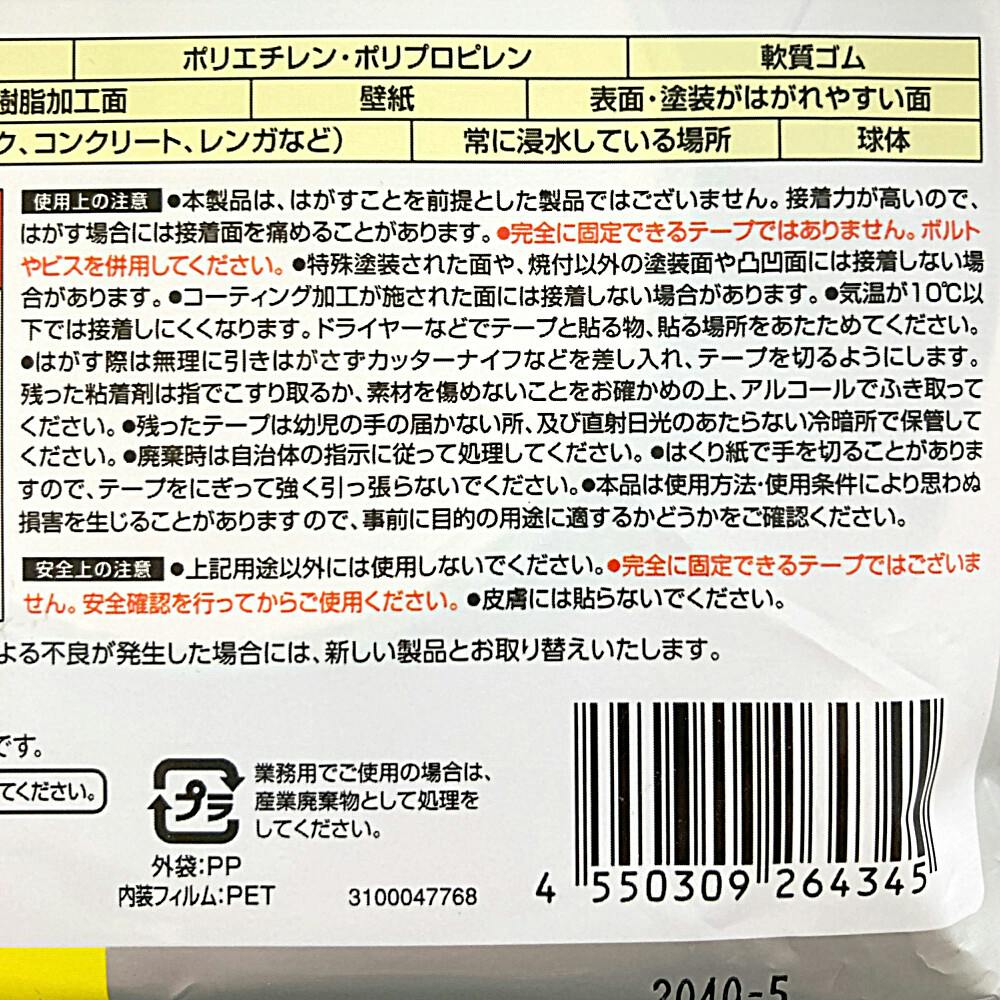 ポリエチレン・ポリプロピレン 軟質ゴム
樹脂加工面 壁紙 表面・塗装がはがれやすい面
ク、コンクリート、レンガなど) 常に浸水している場所 球体
使用上の注意 ●本製品は、はがすことを前提とした製品ではございません。接着力が高いので、
はがす場合には接着面を痛めることがあります。●完全に固定できるテープではありません。ボルト
やビスを併用してください。●特殊塗装された面や、焼付以外の塗装面や凸凹面には接着しない場
合があります。●コーティング加工が施された面には接着しない場合があります。●気温が10℃以
下では接着しにくくなります。ドライヤーなどでテープと貼る物、貼る場所をあたためてください。
●はがす際は無理に引きはがさずカッターナイフなどを差し入れ、テープを切るようにします。
残った粘着剤は指でこすり取るか、素材を傷めないことをお確かめの上、アルコールでふき取って
ください。●残ったテープは幼児の手の届かない所、及び直射日光のあたらない冷暗所で保管して
ください。●廃棄時は自治体の指示に従って処理してください。●はくり紙で手を切ることがありま
すので、テープをにぎって強く引っ張らないでください。●本品は使用方法・使用条件により思わぬ
損害を生じることがありますので、事前に目的の用途に適するかどうかをご確認ください。
安全上の注意 ●上記用途以外には使用しないでください。●完全に固定できるテープではございま
せん。安全確認を行ってからご使用ください。●皮膚には貼らないでください。
よる不良が発生した場合には、新しい製品とお取り替えいたします。
です。
てください。
プラ
業務用でご使用の場合は、
産業廃棄物として処理を
してください。
外袋:PP
内装フィルム:PET
3100047768
4 550309 264345
2040-5